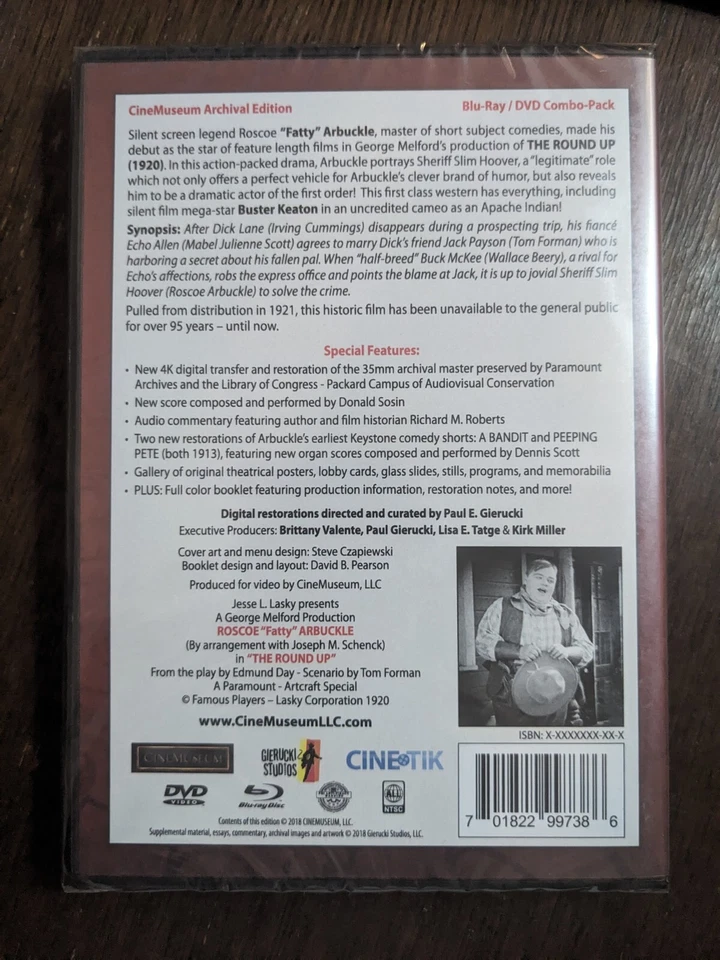 CineMuseum Archival Edition
Blu-Ray / DVD Combo-Pack
Silent screen legend Roscoe “Fatty” Arbuckle, master of short subject comedies, made his
debut as the star of feature length films in George Melford's production of THE ROUND UP
(1920). In this action-packed drama, Arbuckle portrays Sheriff Slim Hoover, a "legitimate" role
which not only offers a perfect vehicle for Arbuckle's clever brand of humor, but also reveals
him to be a dramatic actor of the first order! This first class western has everything, including
silent film mega-star Buster Keaton in an uncredited cameo as an Apache Indian!
Synopsis: After Dick Lane (Irving Cummings) disappears during a prospecting trip, his fiancé
Echo Allen (Mabel Julienne Scott) agrees to marry Dick's friend Jack Payson (Tom Forman) who is
harboring a secret about his fallen pal. When "half-breed" Buck McKee (Wallace Beery), a rival for
Echo's affections, robs the express office and points the blame at Jack, it is up to jovial Sheriff Slim
Hoover (Roscoe Arbuckle) to solve the crime.
Pulled from distribution in 1921, this historic film has been unavailable to the general public
for over 95 years – until now.
Special Features:
• New 4K digital transfer and restoration of the 35mm archival master preserved by Paramount
Archives and the Library of Congress - Packard Campus of Audiovisual Conservation
• New score composed and performed by Donald Sosin
• Audio commentary featuring author and film historian Richard M. Roberts
• Two new restorations of Arbuckle's earliest Keystone comedy shorts: A BANDIT and PEEPING
PETE (both 1913), featuring new organ scores composed and performed by Dennis Scott
• Gallery of original theatrical posters, lobby cards, glass slides, stills, programs, and memorabilia
• PLUS: Full color booklet featuring production information, restoration notes, and more!
Digital restorations directed and curated by Paul E. Gierucki
Executive Producers: Brittany Valente, Paul Gierucki, Lisa E. Tatge & Kirk Miller
Cover art and menu design: Steve Czapiewski
Booklet design and layout: David B. Pearson
Produced for video by CineMuseum, LLC
Jesse L. Lasky presents
A George Melford Production
ROSCOE "Fatty" ARBUCKLE
(By arrangement with Joseph M. Schenck)
in "THE ROUND UP"
From the play by Edmund Day - Scenario by Tom Forman
A Paramount - Artcraft Special
© Famous Players – Lasky Corporation 1920
www.CineMuseumLLC.com
ISBN: X-XXXXXXX-XX-X
CINEMUSEUM
GIERUCKI
STUDIOS
CINETIK
DVD
VIDEO
Blu-ray Disc
ALL
NTSC
7 01822 99738 6
Contents of this edition © 2018 CINEMUSEUM, LLC.
Supplemental material, essays, commentary, archival images and artwork © 2018 Gierucki Studios, LLC.